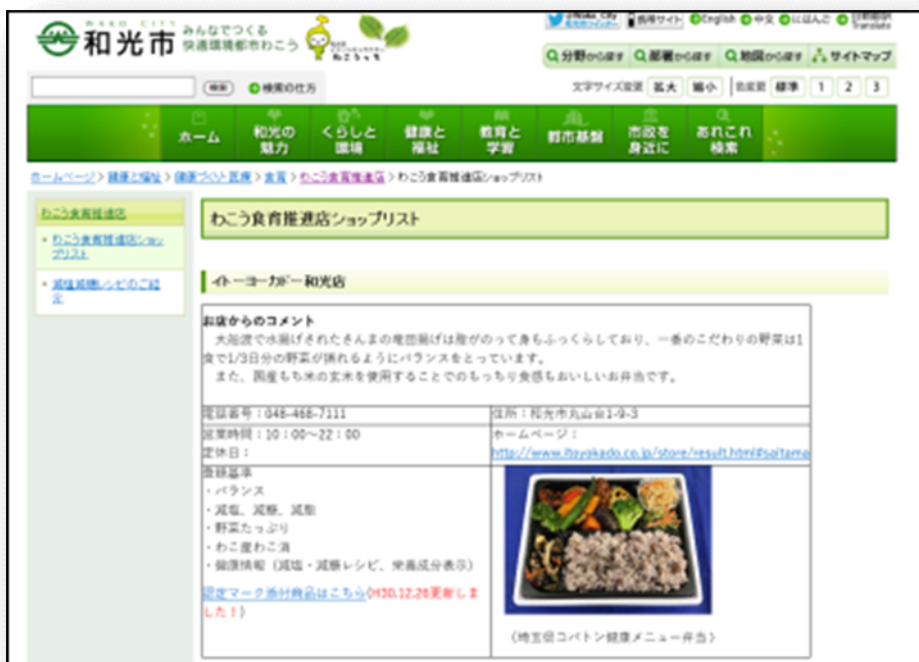 WAKO CITY
和光市
みんなでつくる
快適環境都市わこう
@Wako_City
携帯サイト English 中文 にほんご
Translate
分野から探す 部署から探す 地図から探す サイトマップ
検索 検索の仕方
文字サイズ変更 拡大 縮小 色変更 標準 1 2 3
ホーム
和光の
魅力
くらしと
環境
健康と
福祉
教育と
学習
都市基盤
市政を
身近に
あれこれ
検索
ホームページ > 健康と福祉 > 健康づくり・医療 > 食育 > わこう食育推進店 > わこう食育推進店ショップリスト
わこう食育推進店
わこう食育推進店ショッ
プリスト
減塩減糖レシピのご紹
介
わこう食育推進店ショップリスト
イトーヨーカドー和光店
お店からのコメント
大船渡で水揚げされたさんまの竜田揚げは脂がのって身もふっくらしており、一番のこだわりの野菜は1
食で1/3日分の野菜が摂れるようにバランスをとっています。
また、国産もち米の玄米を使用することでのもっちり食感もおいしいお弁当です。
電話番号：048-468-7111
住所：和光市丸山台1-9-3
営業時間：10：00～22：00
定休日：
ホームページ：
http://www.itoyokado.co.jp/store/result.html#saitama
登録基準
・バランス
・減塩、減糖、減脂
・野菜たっぷり
・わこ産わこ消
・健康情報（減塩・減糖レシピ、栄養成分表示）
認定マーク添付商品はこちら(H30.12.26更新しま
した！)
（埼玉県コバトン健康メニュー弁当）